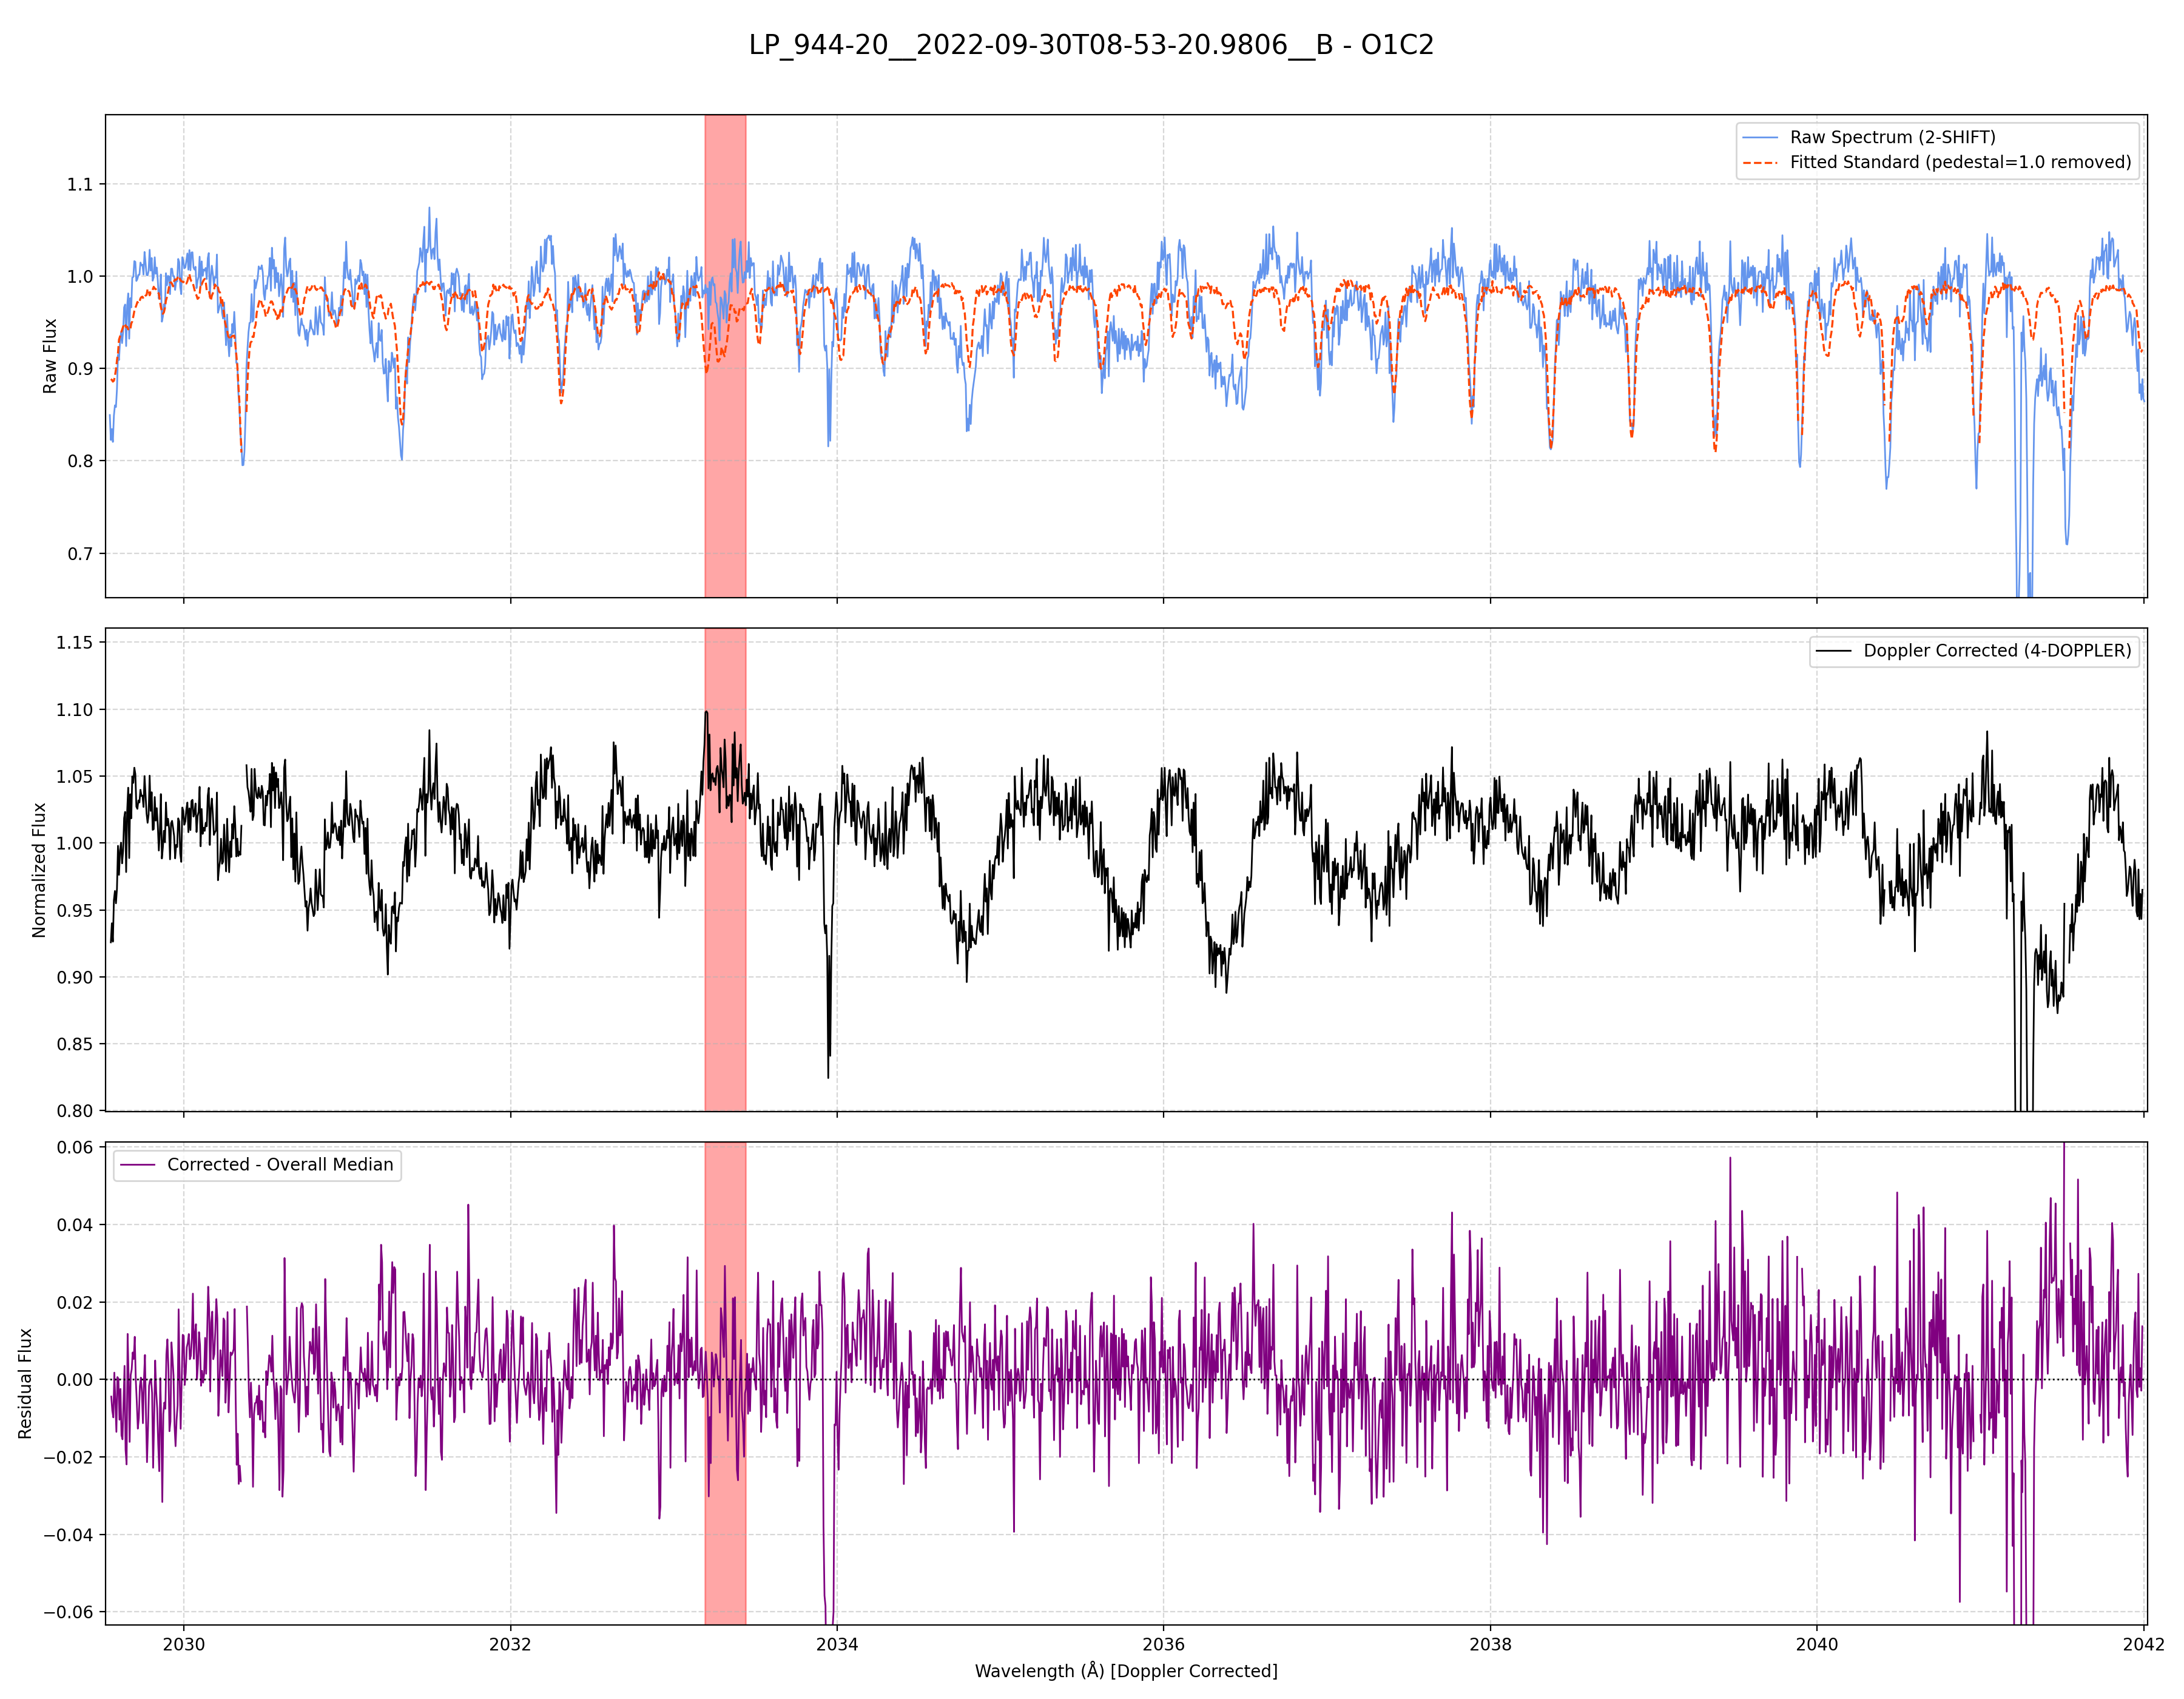 LP_944-20__2022-09-30T08-53-20.9806__B - O1C2
Raw Flux
1.1
1.0
0.9
0.8
0.7
Raw Spectrum (2-SHIFT)
Fitted Standard (pedestal=1.0 removed)
Normalized Flux
1.15
1.10
1.05
1.00
0.95
0.90
0.85
0.80
Doppler Corrected (4-DOPPLER)
Residual Flux
0.06
0.04
0.02
0.00
−0.02
−0.04
−0.06
Corrected - Overall Median
2030 2032 2034 2036 2038 2040 2042
Wavelength (Å) [Doppler Corrected]